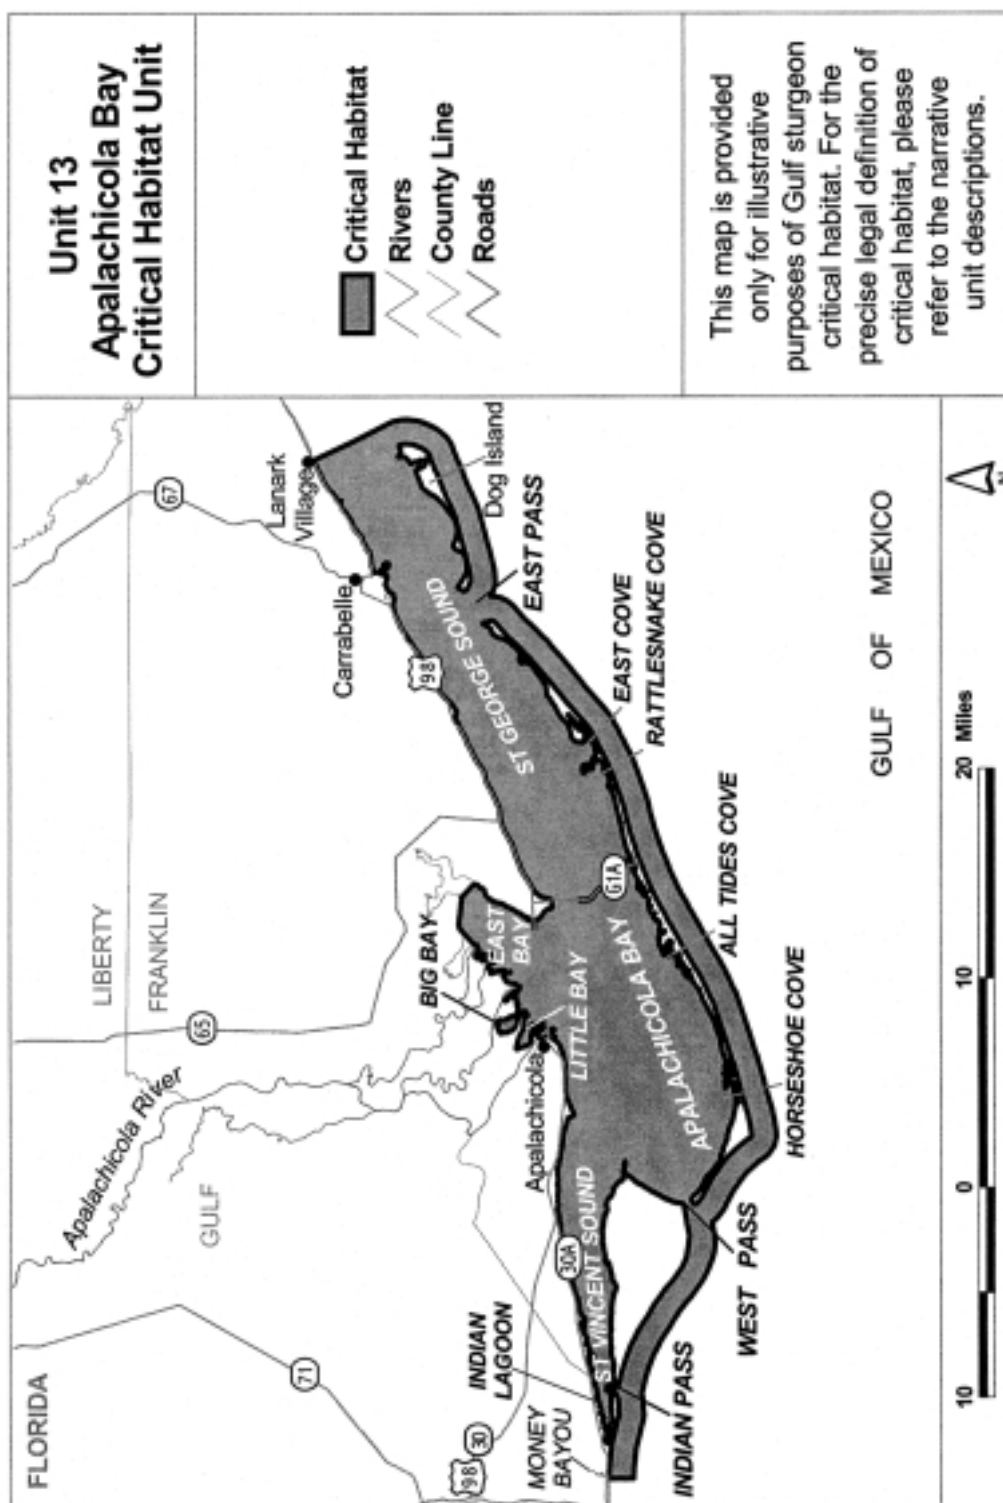 Unit 13
Apalachicola Bay
Critical Habitat Unit
Critical Habitat
Rivers
County Line
Roads
This map is provided
only for illustrative
purposes of Gulf sturgeon
critical habitat. For the
precise legal definition of
critical habitat, please
refer to the narrative
unit descriptions.
FLORIDA
LIBERTY
FRANKLIN
GULF
Apalachicola River
71
65
67
98
30
30A
98
G1A
Lanark
Village
Carrabelle
Apalachicola
Dog Island
MONEY
BAYOU
INDIAN
LAGOON
BIG BAY
EAST
BAY
LITTLE BAY
ST GEORGE SOUND
APALACHICOLA BAY
ST VINCENT SOUND
INDIAN PASS
WEST PASS
HORSESHOE COVE
ALL TIDES COVE
RATTLESNAKE COVE
EAST COVE
EAST PASS
GULF OF MEXICO
10
0
10
20 Miles
N